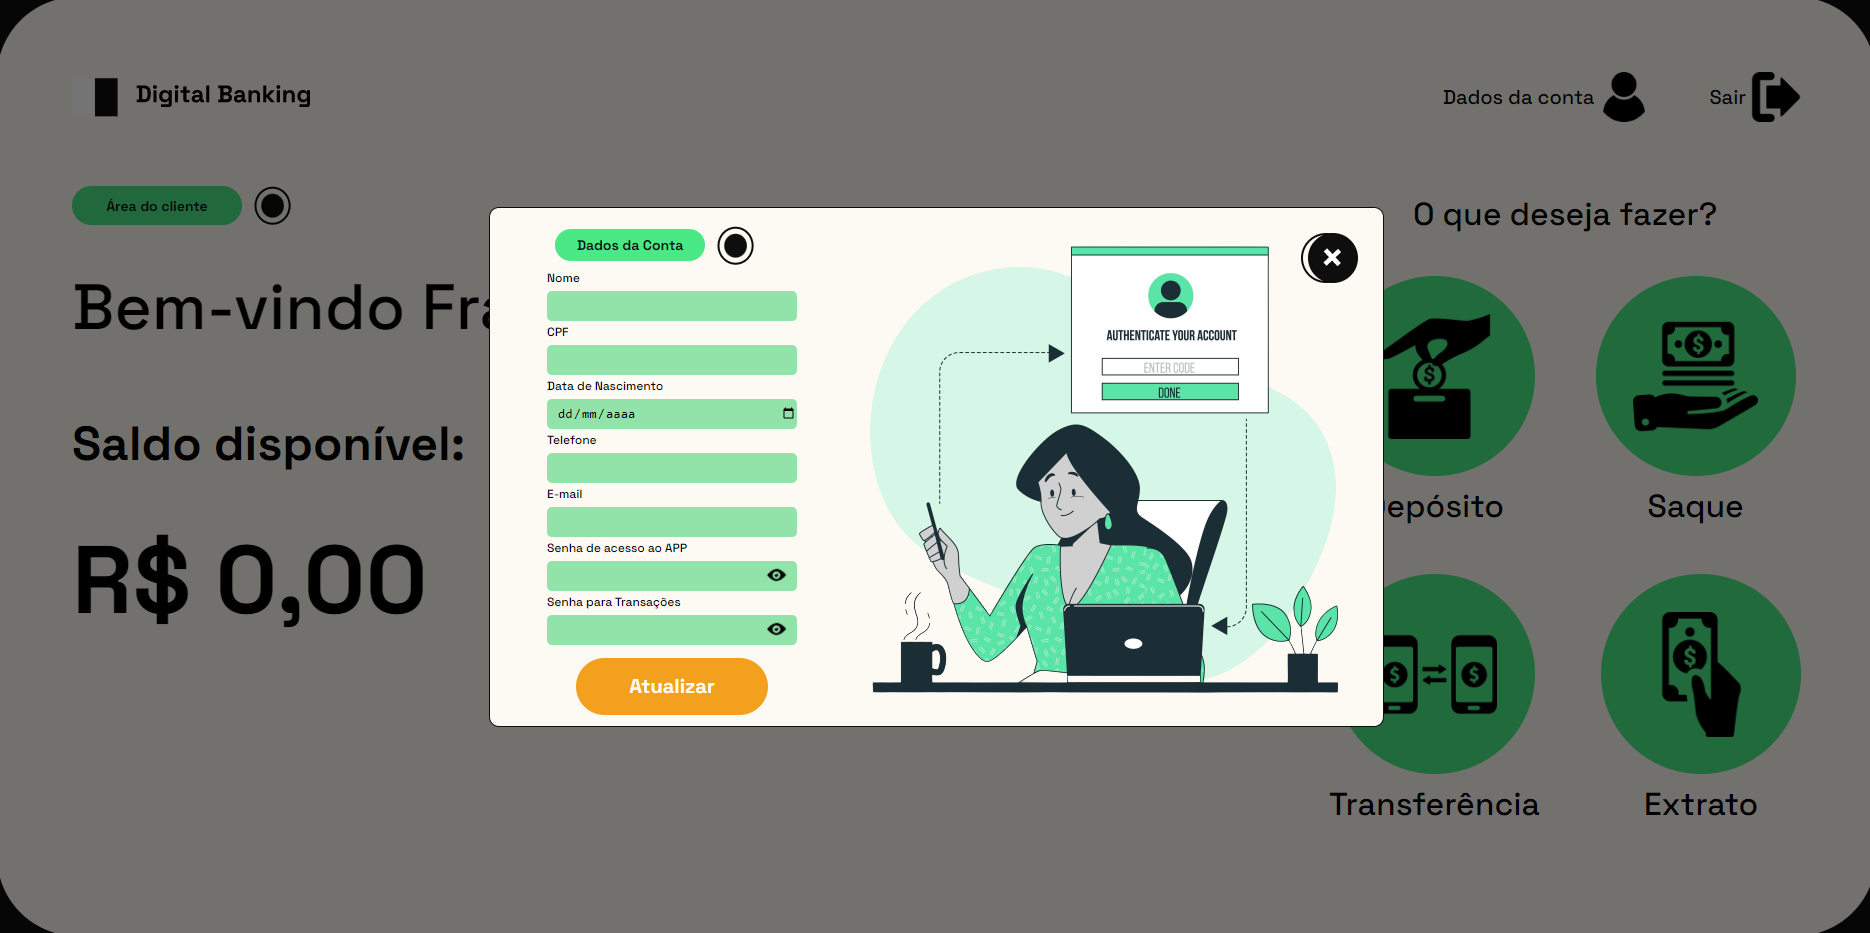 Digital Banking
Dados da conta
Sair
Área do cliente
O que deseja fazer?
Bem-vindo
Saldo disponível:
R$ 0,00
Dados da Conta
Nome
CPF
Data de Nascimento
dd/mm/aaaa
Telefone
E-mail
Senha de acesso ao APP
Senha para Transações
Atualizar
AUTHENTICATE YOUR ACCOUNT
ENTER CODE
DONE
Saque
Transferência
Extrato